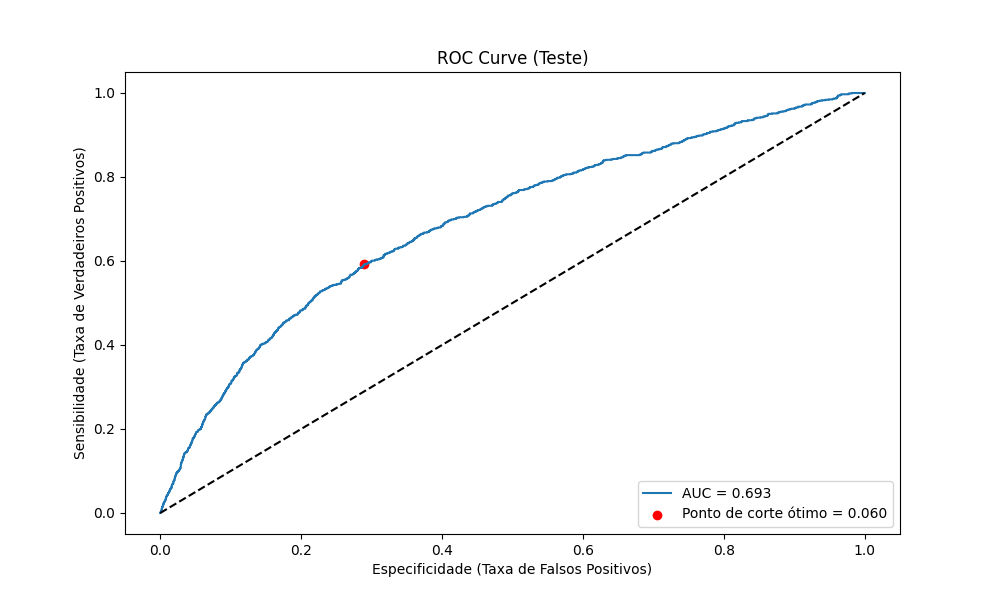 ROC Curve (Teste)
1.0
0.8
0.6
0.4
0.2
0.0
Sensibilidade (Taxa de Verdadeiros Positivos)
AUC = 0.693
Ponto de corte ótimo = 0.060
0.0 0.2 0.4 0.6 0.8 1.0
Especificidade (Taxa de Falsos Positivos)